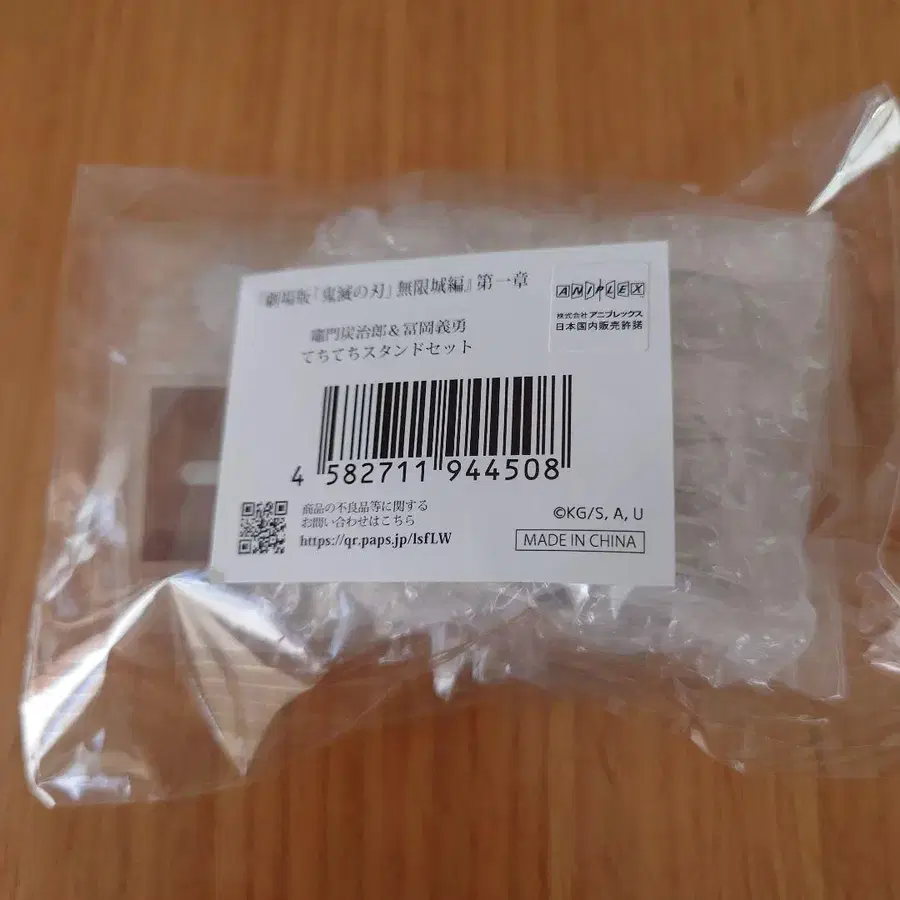 『劇場版「鬼滅の刃」無限城編』第一章
竈門炭治郎&冨岡義勇
てちてちスタンドセット
ANIPLEX
株式会社 アニプレックス
日本国内販売許諾
4 582711 944508
商品の不良品等に関する
お問い合わせはこちら
https://qr.paps.jp/lsfLW
©KG/S, A, U
MADE IN CHINA